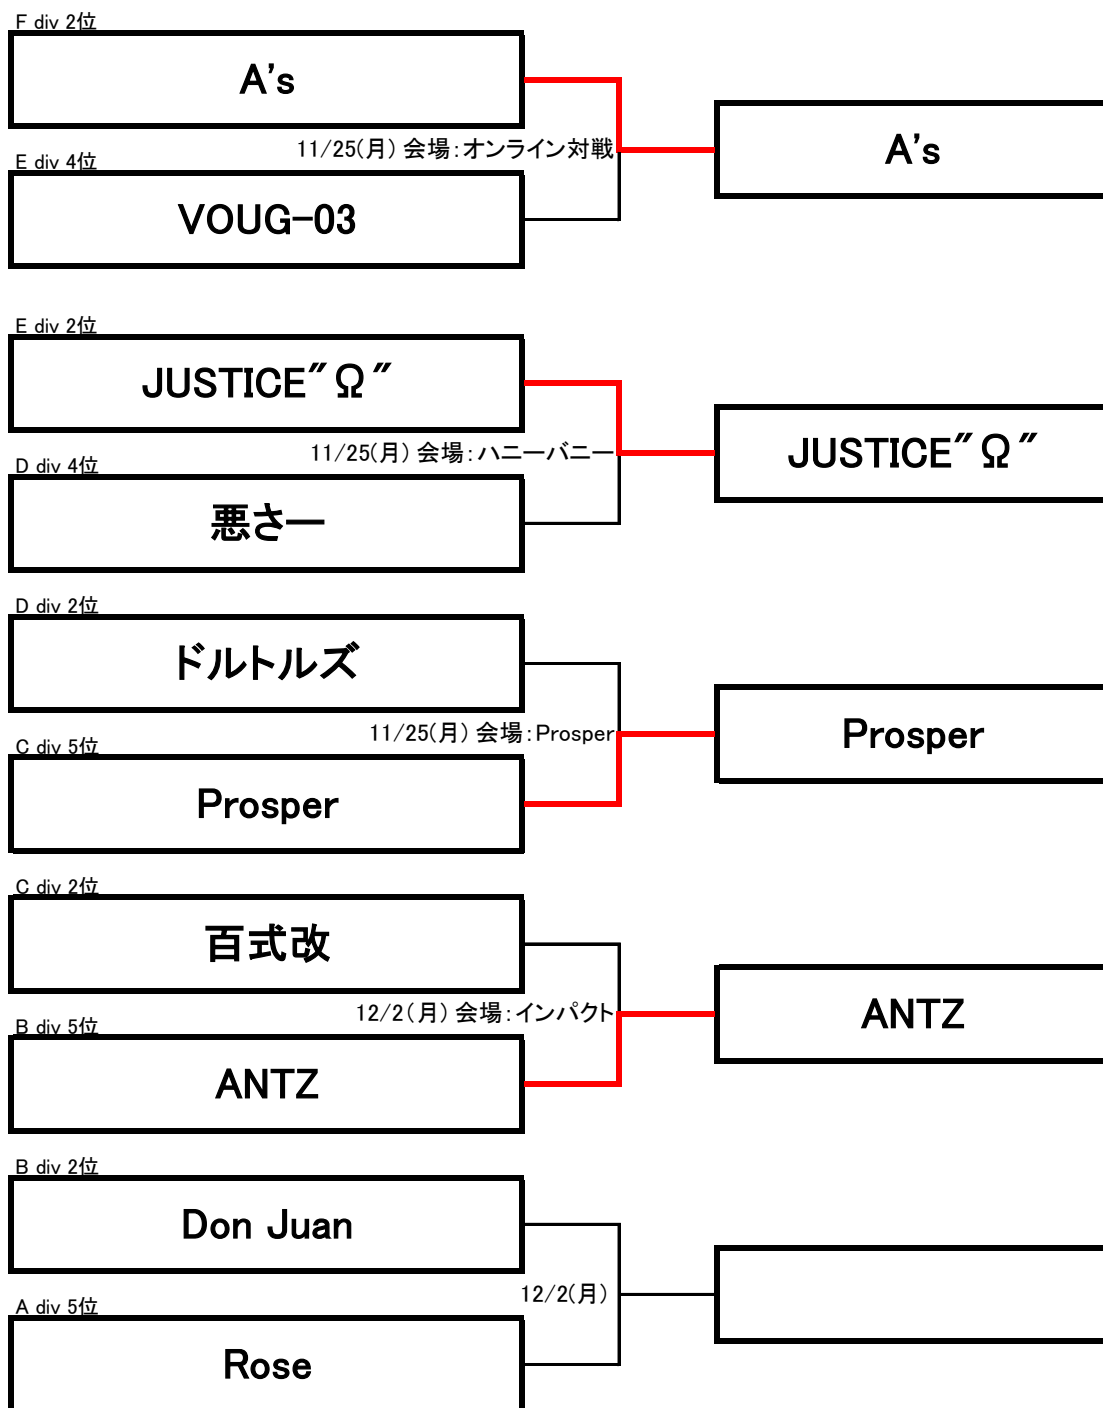 F div 2位
A's
11/25(月) 会場:オンライン対戦
A's
E div 4位
VOUG-03
E div 2位
JUSTICE″Ω″
11/25(月) 会場:ハニーバニー
JUSTICE″Ω″
D div 4位
悪さー
D div 2位
ドルトルズ
11/25(月) 会場:Prosper
Prosper
C div 5位
Prosper
C div 2位
百式改
12/2(月) 会場:インパクト
ANTZ
B div 5位
ANTZ
B div 2位
Don Juan
12/2(月)
A div 5位
Rose